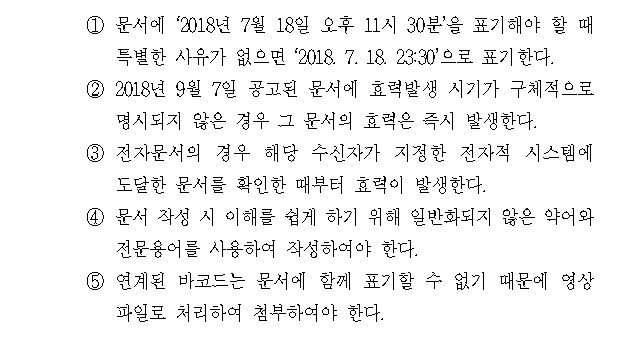 ① 문서에 ‘2018년 7월 18일 오후 11시 30분’을 표기해야 할 때
특별한 사유가 없으면 ‘2018. 7. 18. 23:30’으로 표기한다.
② 2018년 9월 7일 공고된 문서에 효력발생 시기가 구체적으로
명시되지 않은 경우 그 문서의 효력은 즉시 발생한다.
③ 전자문서의 경우 해당 수신자가 지정한 전자적 시스템에
도달한 문서를 확인한 때부터 효력이 발생한다.
④ 문서 작성 시 이해를 쉽게 하기 위해 일반화되지 않은 약어와
전문용어를 사용하여 작성하여야 한다.
⑤ 연계된 바코드는 문서에 함께 표기할 수 없기 때문에 영상
파일로 처리하여 첨부하여야 한다.